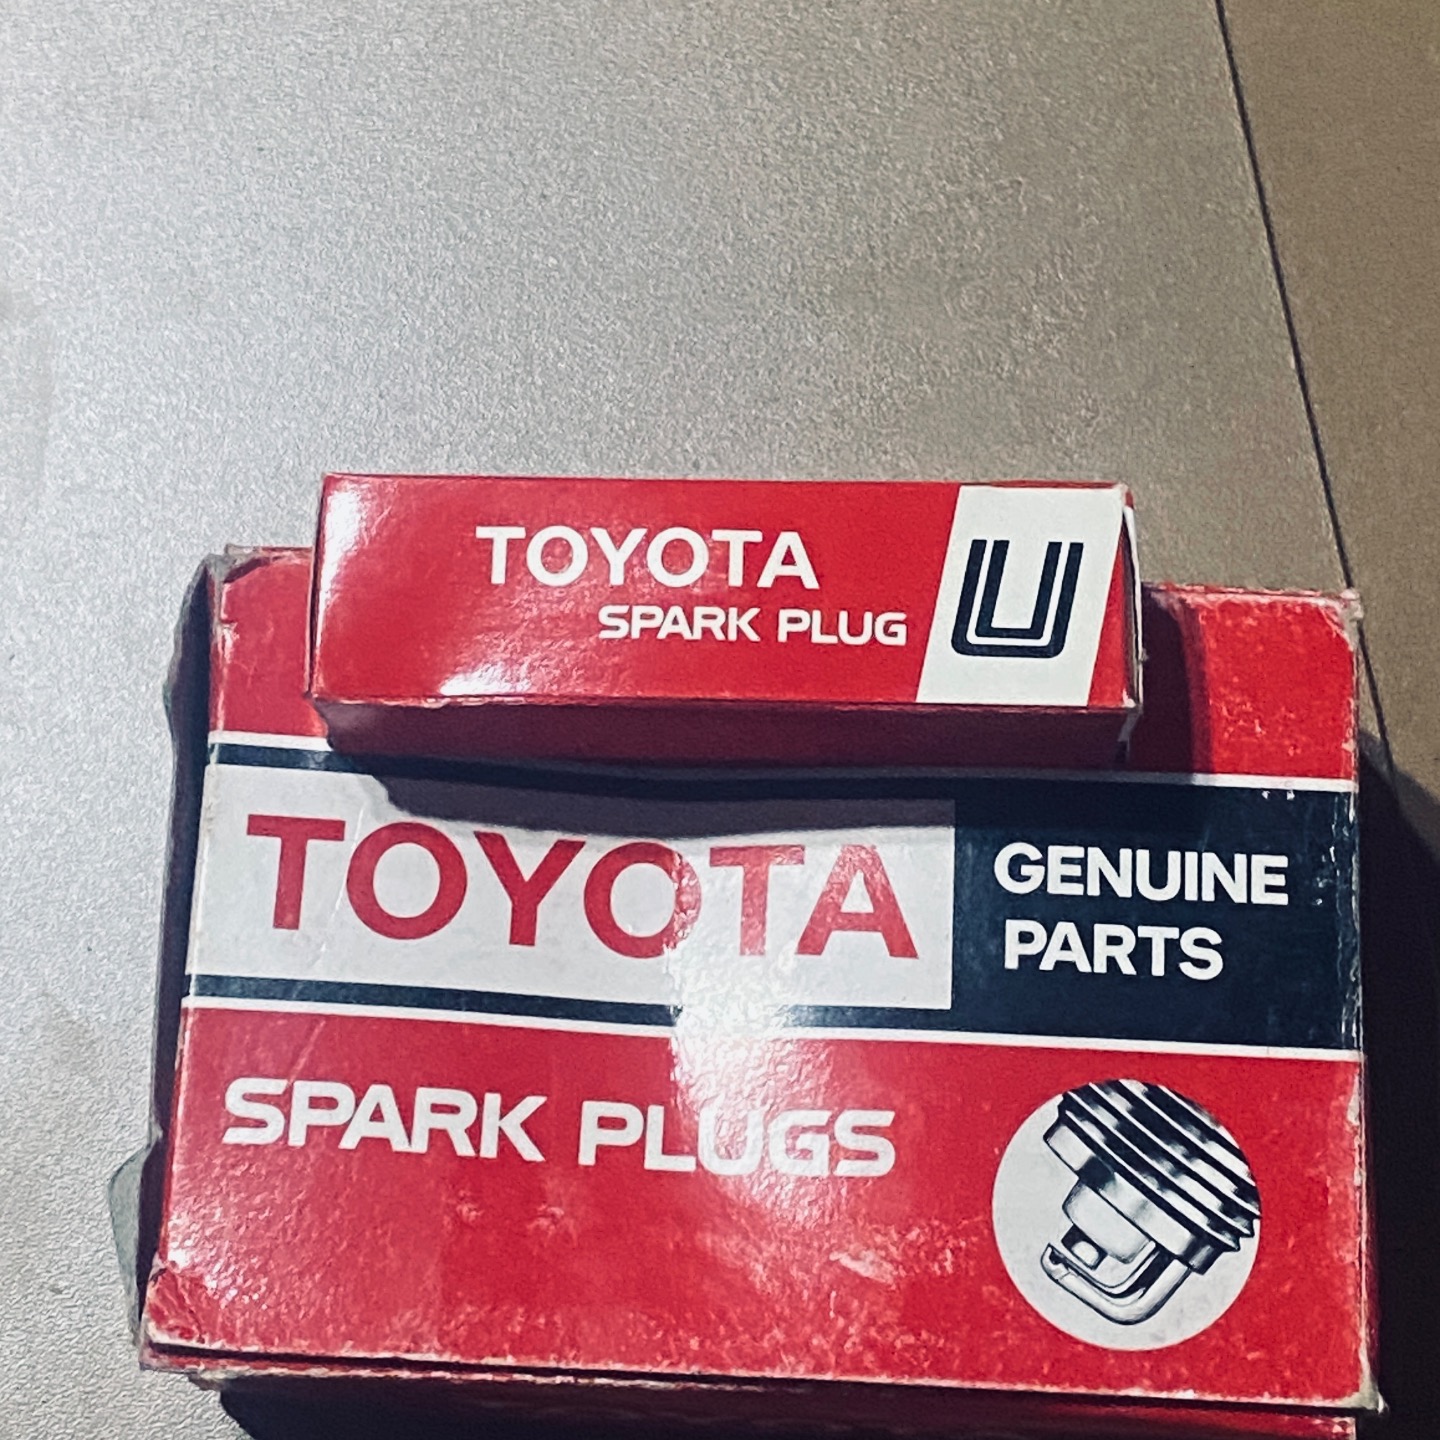 TOYOTA
SPARK PLUG
U
TOYOTA
GENUINE
PARTS
SPARK PLUGS